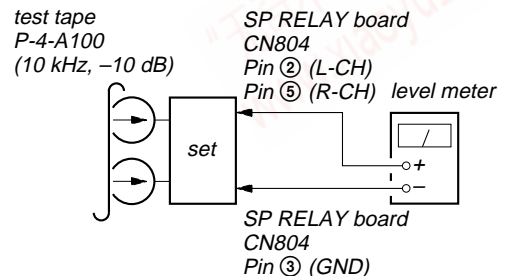 test tape
P-4-A100
(10 kHz, –10 dB)
SP RELAY board
CN804
Pin ② (L-CH)
Pin ⑤ (R-CH)
level meter
set
+
–
SP RELAY board
CN804
Pin ③ (GND)